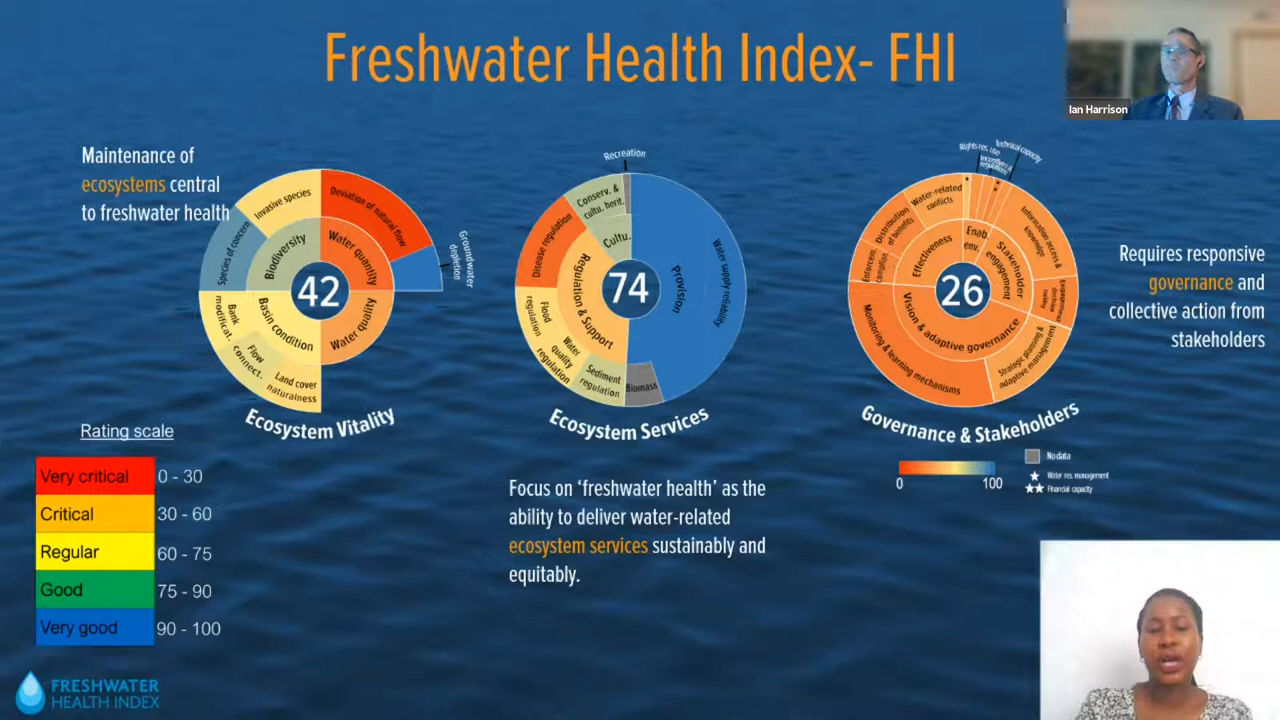 Freshwater Health Index- FHI
Ian Harrison
Maintenance of
ecosystems central
to freshwater health
Invasive species
Deviation of natural flow
Species of concern
Biodiversity
Water quantity
Groundwater
depletion
42
Bank
modificat.
Basin condition
Water quality
Flow
connect.
Land cover
naturalness
Ecosystem Vitality
Recreation
Conserv. &
cultu. herit.
Cultu.
Disease regulation
Regulation & Support
74
Provision
Water supply reliability
Flood
regulation
Water
quality
regulation
Sediment
regulation
Biomass
Ecosystem Services
Rights res. use
Technical capacity
Incentives &
regulations
Water-related
conflicts
Distribution
of benefits
Information access &
knowledge
Effectiveness
Enab.
env.
Stakeholder
engagement
26
Vision & adaptive governance
Monitoring & learning mechanisms
Strategic planning &
adaptive management
Governance & Stakeholders
Requires responsive
governance and
collective action from
stakeholders
0
100
No data
Water res. management
Financial capacity
Rating scale
Very critical 0 - 30
Critical 30 - 60
Regular 60 - 75
Good 75 - 90
Very good 90 - 100
Focus on ‘freshwater health’ as the
ability to deliver water-related
ecosystem services sustainably and
equitably.
FRESHWATER
HEALTH INDEX